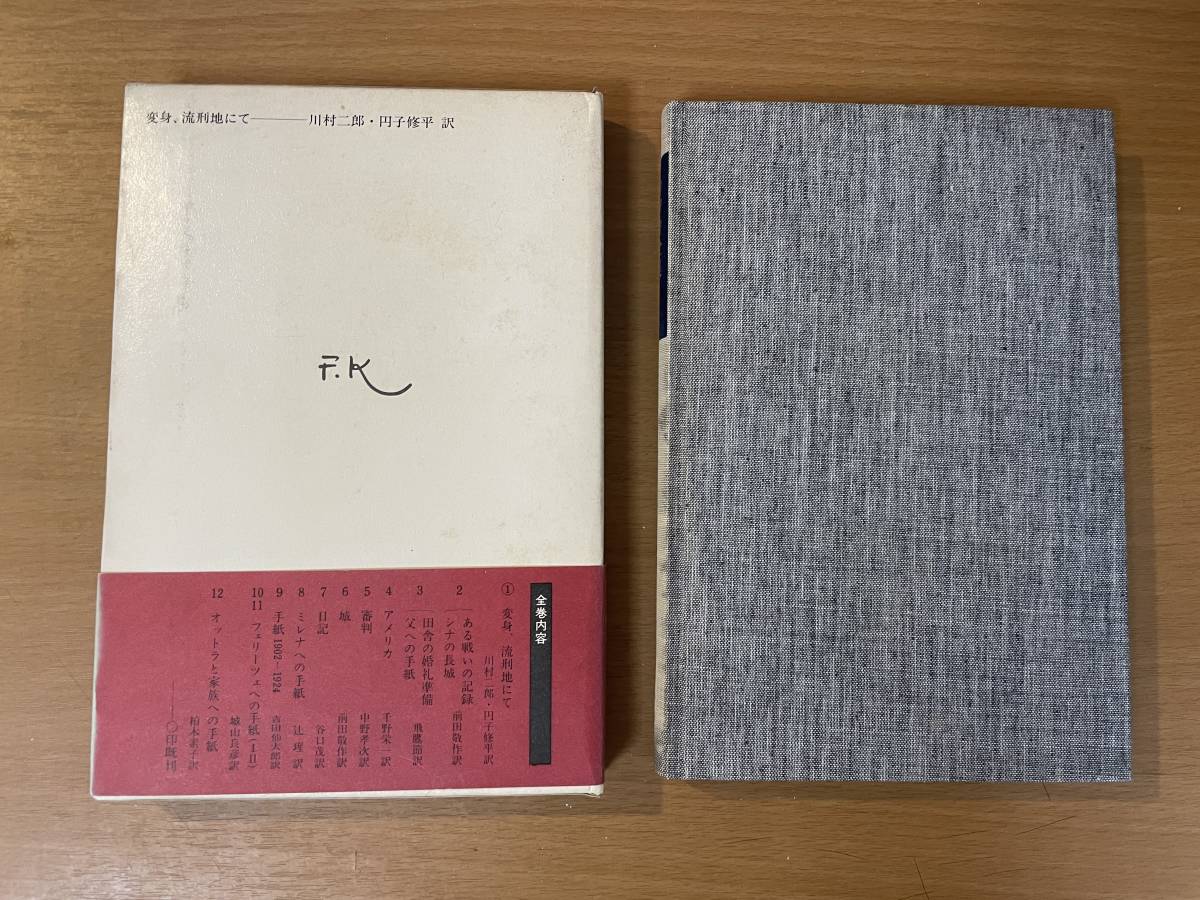 変身、流刑地にて———川村二郎・円子修平 訳
F.K
全巻内容
① 変身、流刑地にて 川村二郎・円子修平訳
2 ある戦いの記録
シナの長城 前田敬作訳
3 田舎の婚礼準備
父への手紙 飛鷹節訳
4 アメリカ 千野栄一訳
5 審判 中野孝次訳
6 城 前田敬作訳
7 日記 谷口茂訳
8 ミレナへの手紙 辻瑆訳
9 手紙1902-1924 吉田仙太郎訳
10 11 フェリーツェへの手紙(Ⅰ・Ⅱ) 城山良彦訳
12 オットラと家族への手紙 柏木素子訳
———〇印既刊